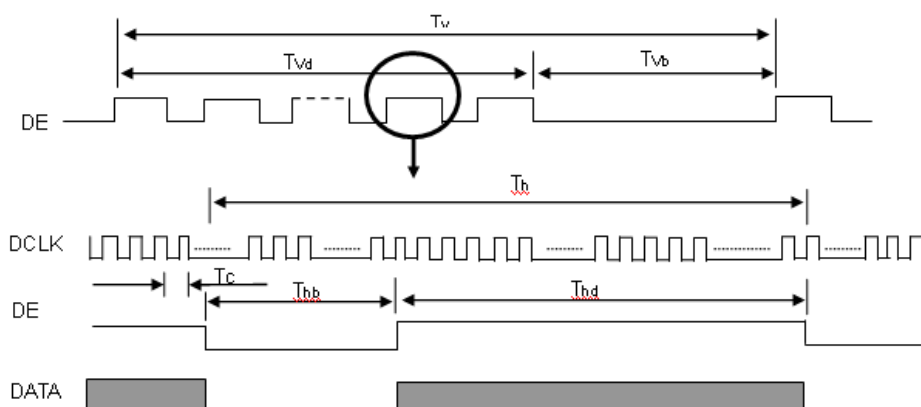 Tv
Tvd
Tvb
DE
Th
DCLK
Tc
Thb
Thd
DE
DATA